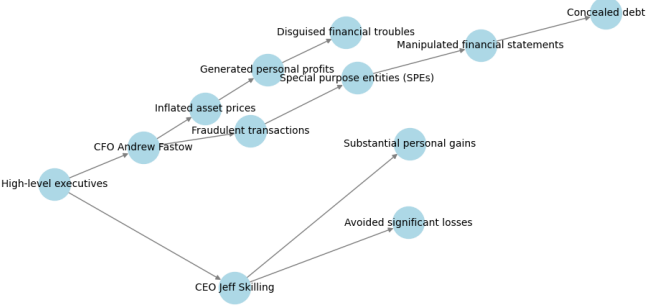 Concealed debt
Disguised financial troubles
Manipulated financial statements
Generated personal profits
Special purpose entities (SPEs)
Inflated asset prices
Fraudulent transactions
CFO Andrew Fastow
Substantial personal gains
High-level executives
Avoided significant losses
CEO Jeff Skilling